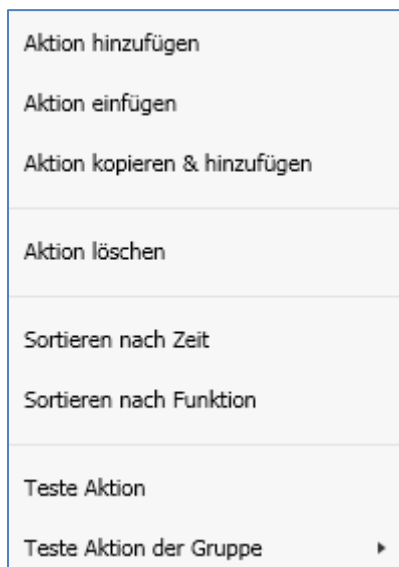 Aktion hinzufügen
Aktion einfügen
Aktion kopieren & hinzufügen
Aktion löschen
Sortieren nach Zeit
Sortieren nach Funktion
Teste Aktion
Teste Aktion der Gruppe